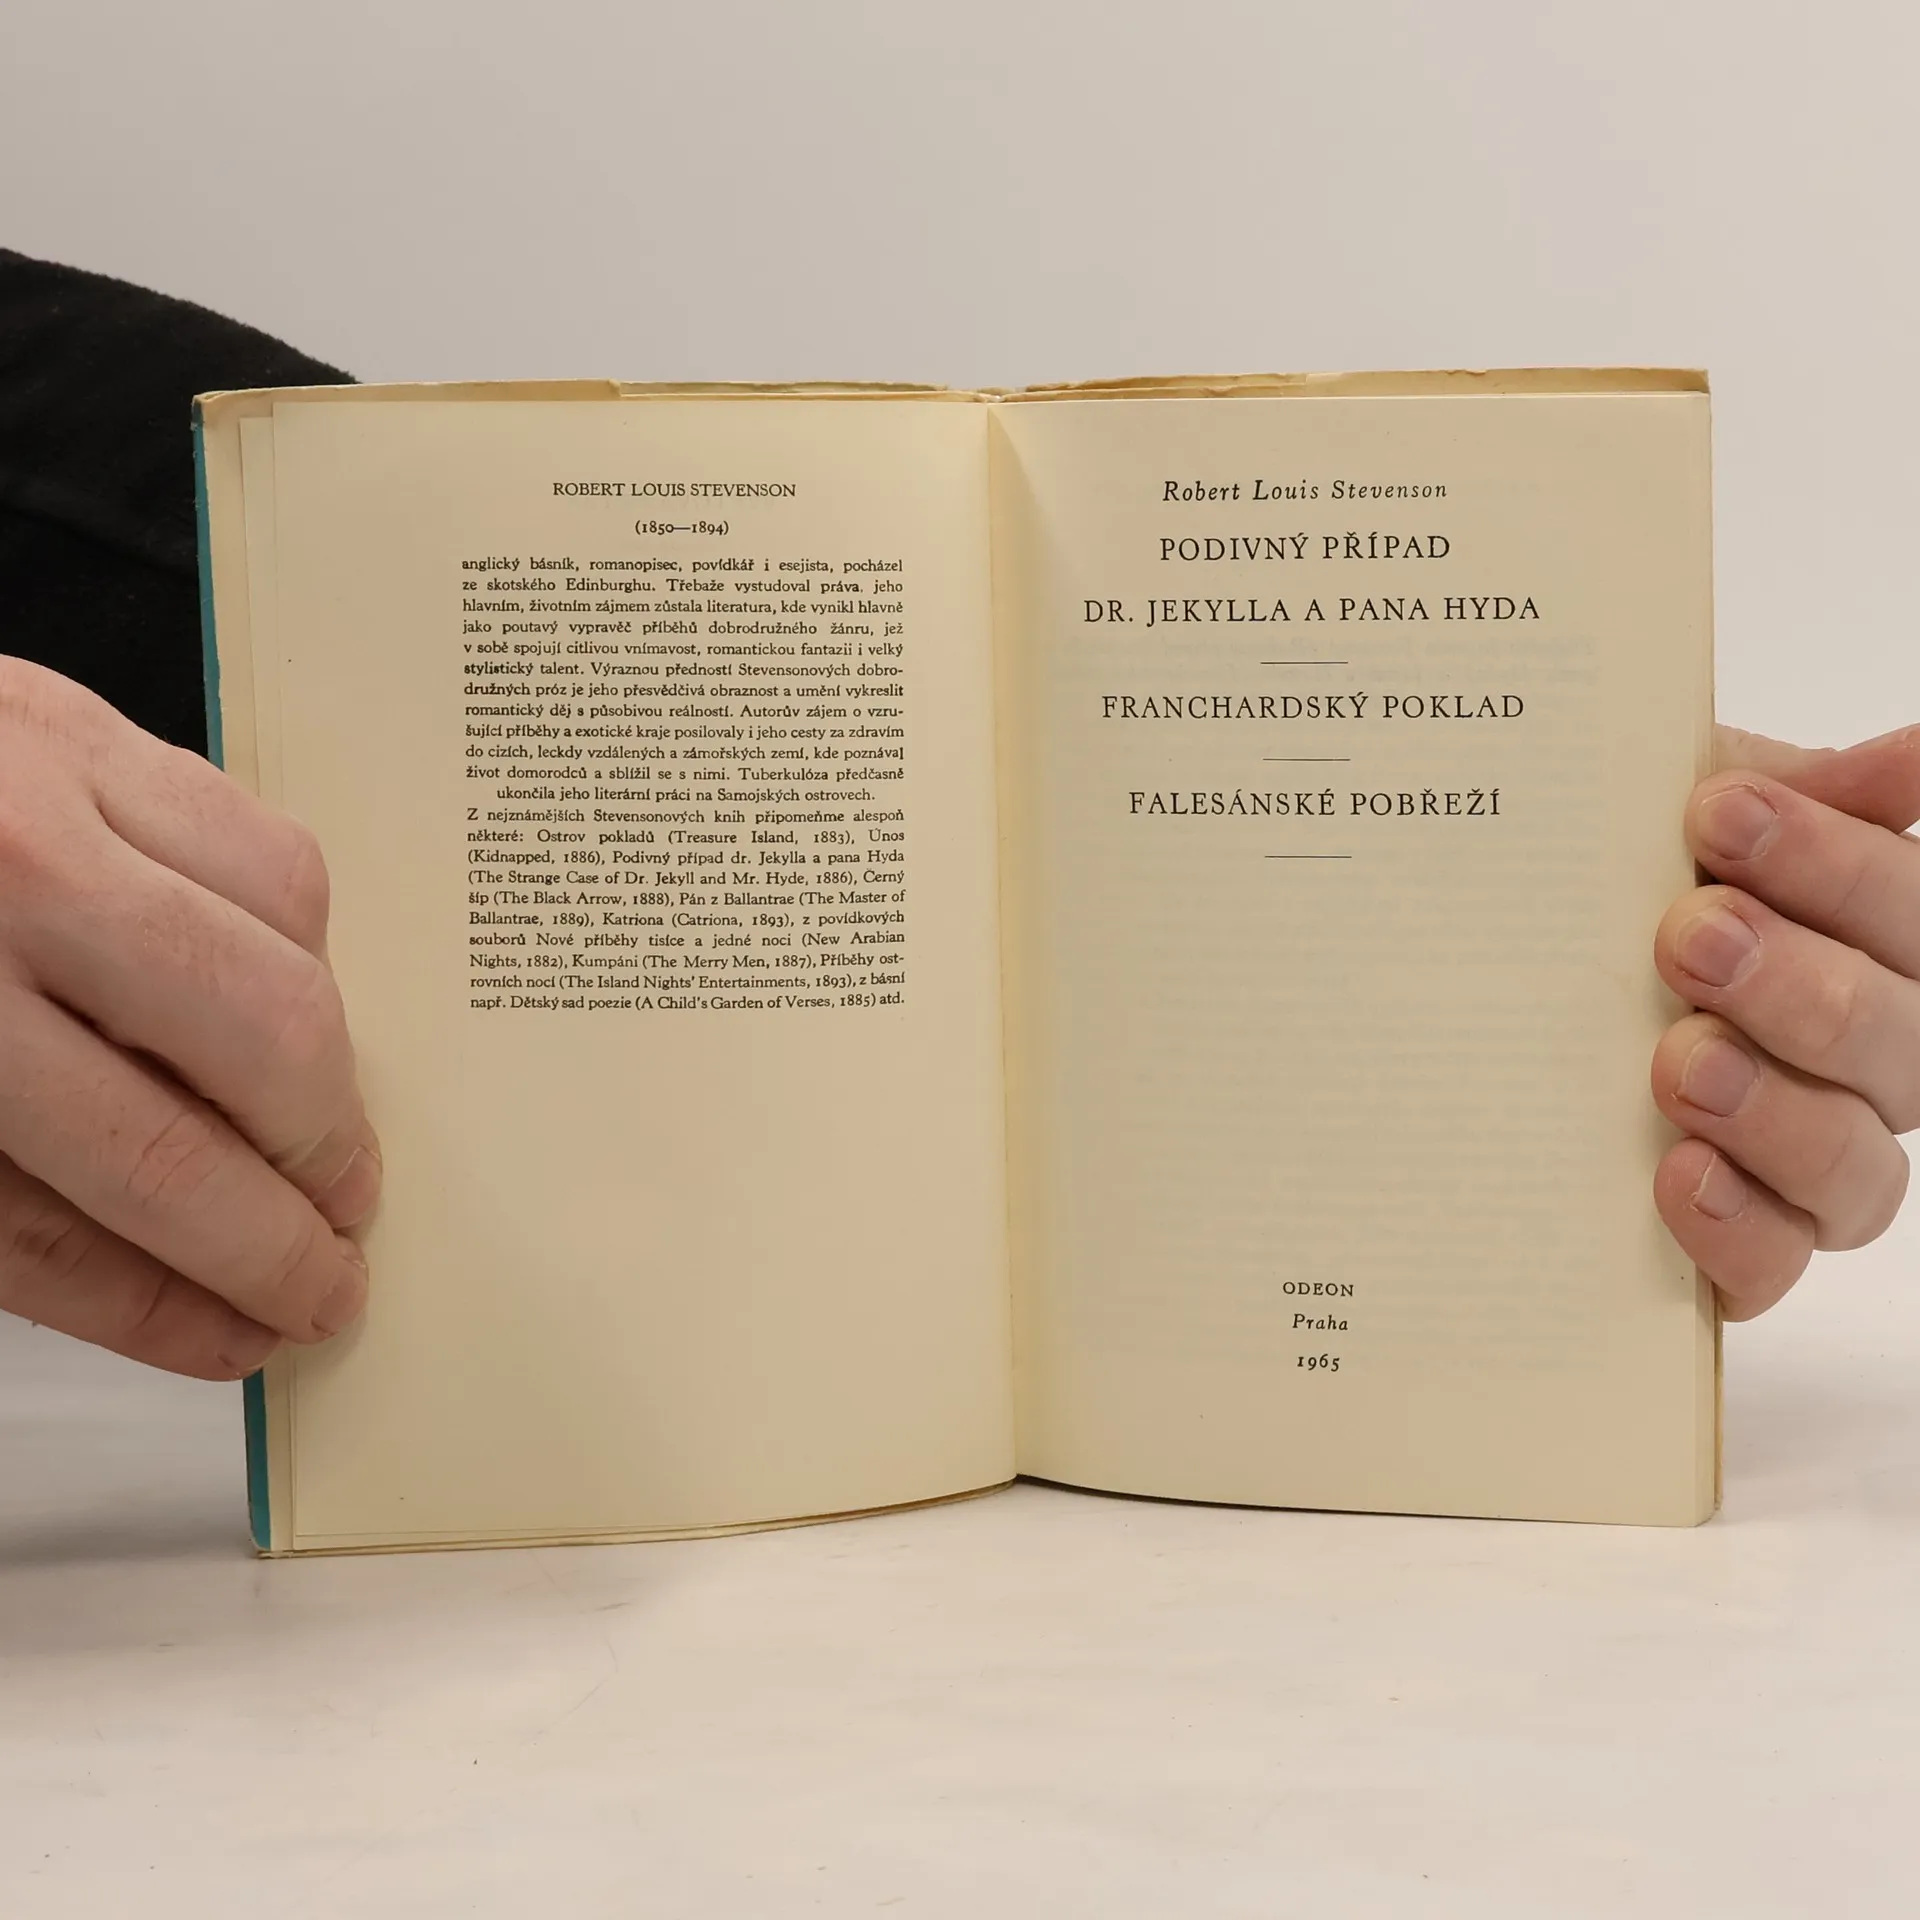 ROBERT LOUIS STEVENSON
(1850—1894)
anglický básník, romanopisec, povídkář i esejista, pocházel
ze skotského Edinburghu. Třebaže vystudoval práva, jeho
hlavním, životním zájmem zůstala literatura, kde vynikl hlavně
jako poutavý vypravěč příběhů dobrodružného žánru, jež
v sobě spojují citlivou vnímavost, romantickou fantazii i velký
stylistický talent. Výraznou předností Stevensonových dobro-
družných próz je jeho přesvědčivá obraznost a umění vykreslit
romantický děj s působivou reálností. Autorův zájem o vzru-
šující příběhy a exotické kraje posilovaly i jeho cesty za zdravím
do cizích, leckdy vzdálených a zámořských zemí, kde poznával
život domorodců a sblížil se s nimi. Tuberkulóza předčasně
ukončila jeho literární práci na Samojských ostrovech.
Z nejznámějších Stevensonových knih připomeňme alespoň
některé: Ostrov pokladů (Treasure Island, 1883), Únos
(Kidnapped, 1886), Podivný případ dr. Jekylla a pana Hyda
(The Strange Case of Dr. Jekyll and Mr. Hyde, 1886), Černý
šíp (The Black Arrow, 1888), Pán z Ballantrae (The Master of
Ballantrae, 1889), Katriona (Catriona, 1893), z povídkových
souborů Nové příběhy tisíce a jedné noci (New Arabian
Nights, 1882), Kumpáni (The Merry Men, 1887), Příběhy ost-
rovních nocí (The Island Nights' Entertainments, 1893), z básní
např. Dětský sad poezie (A Child's Garden of Verses, 1885) atd.
Robert Louis Stevenson
PODIVNÝ PŘÍPAD
DR. JEKYLLA A PANA HYDA
FRANCHARDSKÝ POKLAD
FALESÁNSKÉ POBŘEŽÍ
ODEON
Praha
1965